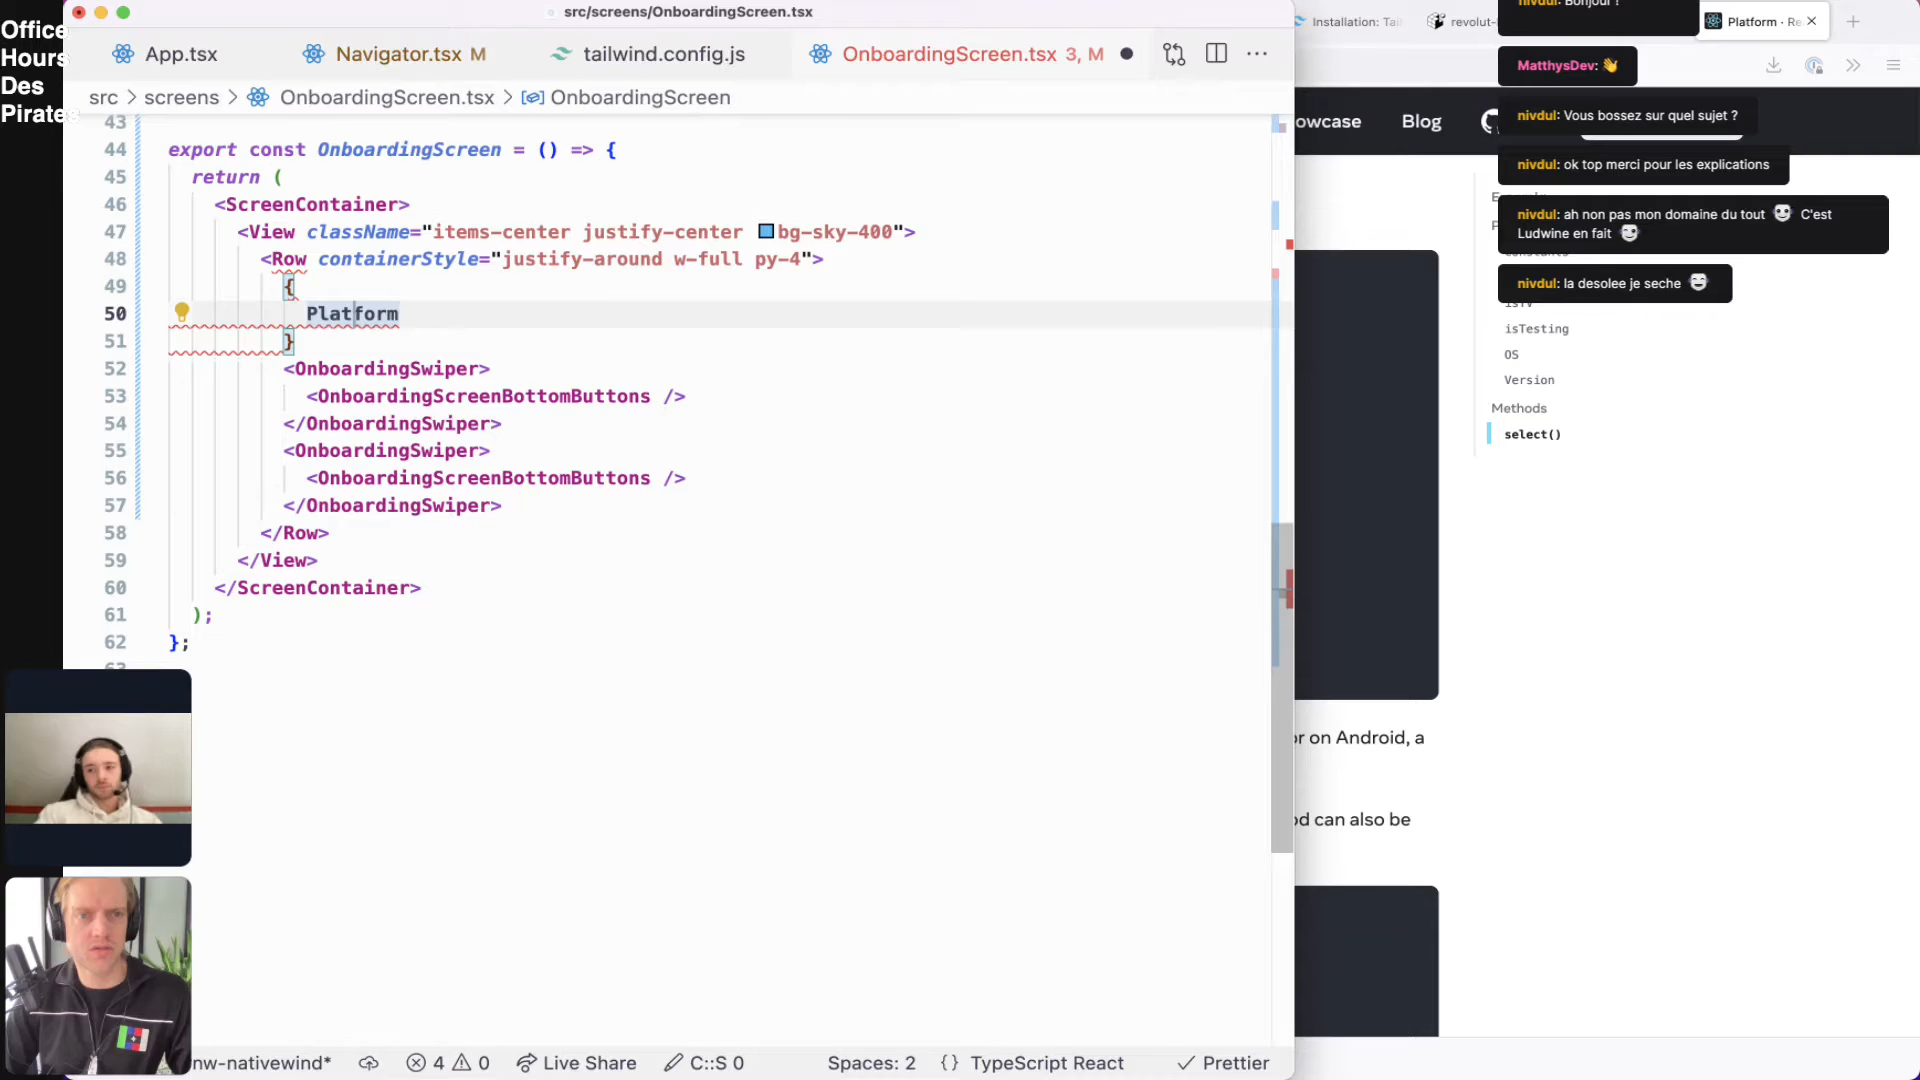 Office
Hours
Des
Pirates
src/screens/OnboardingScreen.tsx
App.tsx
Navigator.tsx M
tailwind.config.js
OnboardingScreen.tsx 3, M
src > screens > OnboardingScreen.tsx > OnboardingScreen
43
44 export const OnboardingScreen = () => {
45 return (
46 <ScreenContainer>
47 <View className="items-center justify-center bg-sky-400">
48 <Row containerStyle="justify-around w-full py-4">
49 {
50 Platform
51 }
52 <OnboardingSwiper>
53 <OnboardingScreenBottomButtons />
54 </OnboardingSwiper>
55 <OnboardingSwiper>
56 <OnboardingScreenBottomButtons />
57 </OnboardingSwiper>
58 </Row>
59 </View>
60 </ScreenContainer>
61 );
62 };
nw-nativewind*
4
0
Live Share
C::S 0
Spaces: 2
{} TypeScript React
Prettier
Installation: Tai
revolut-
Platform · Re
nivdul: Bonjour !
MatthysDev: 👋
owcase
Blog
nivdul: Vous bossez sur quel sujet ?
nivdul: ok top merci pour les explications
nivdul: ah non pas mon domaine du tout C'est
Ludwine en fait
nivdul: la desolee je seche
isTesting
OS
Version
Methods
select()
or on Android, a
od can also be